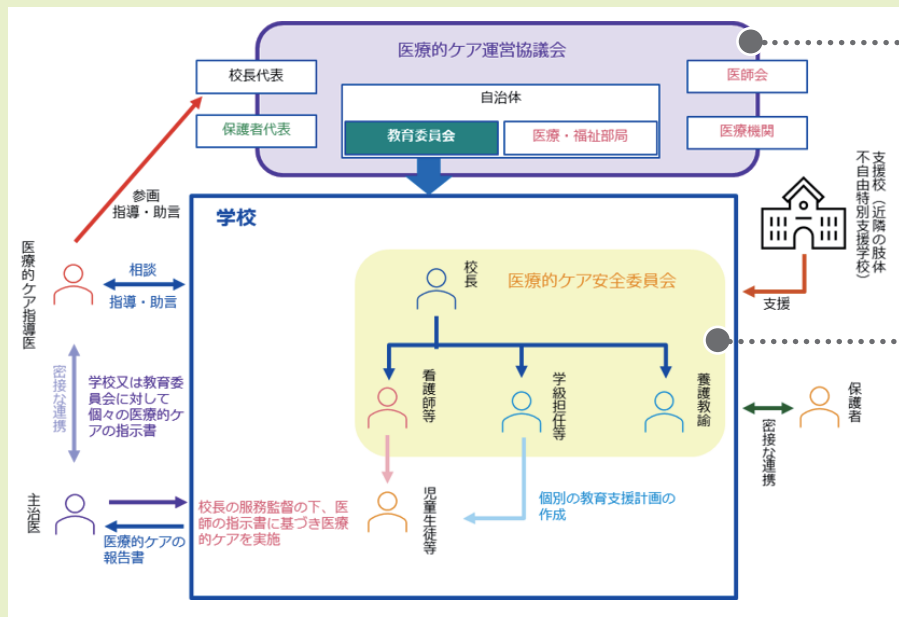 医療的ケア運営協議会
校長代表
保護者代表
自治体
教育委員会
医療・福祉部局
医師会
医療機関
参画
指導・助言
医療的ケア指導医
相談
指導・助言
密接な連携
学校又は教育委
員会に対して
個々の医療的ケ
アの指示書
主治医
医療的ケアの
報告書
学校
医療的ケア安全委員会
校長
看護師等
学級担任等
養護教諭
校長の服務監督の下、医
師の指示書に基づき医療
的ケアを実施
児童生徒等
個別の教育支援計画の
作成
支援校（近隣の肢体
不自由特別支援学校）
支援
保護者
密接な連携